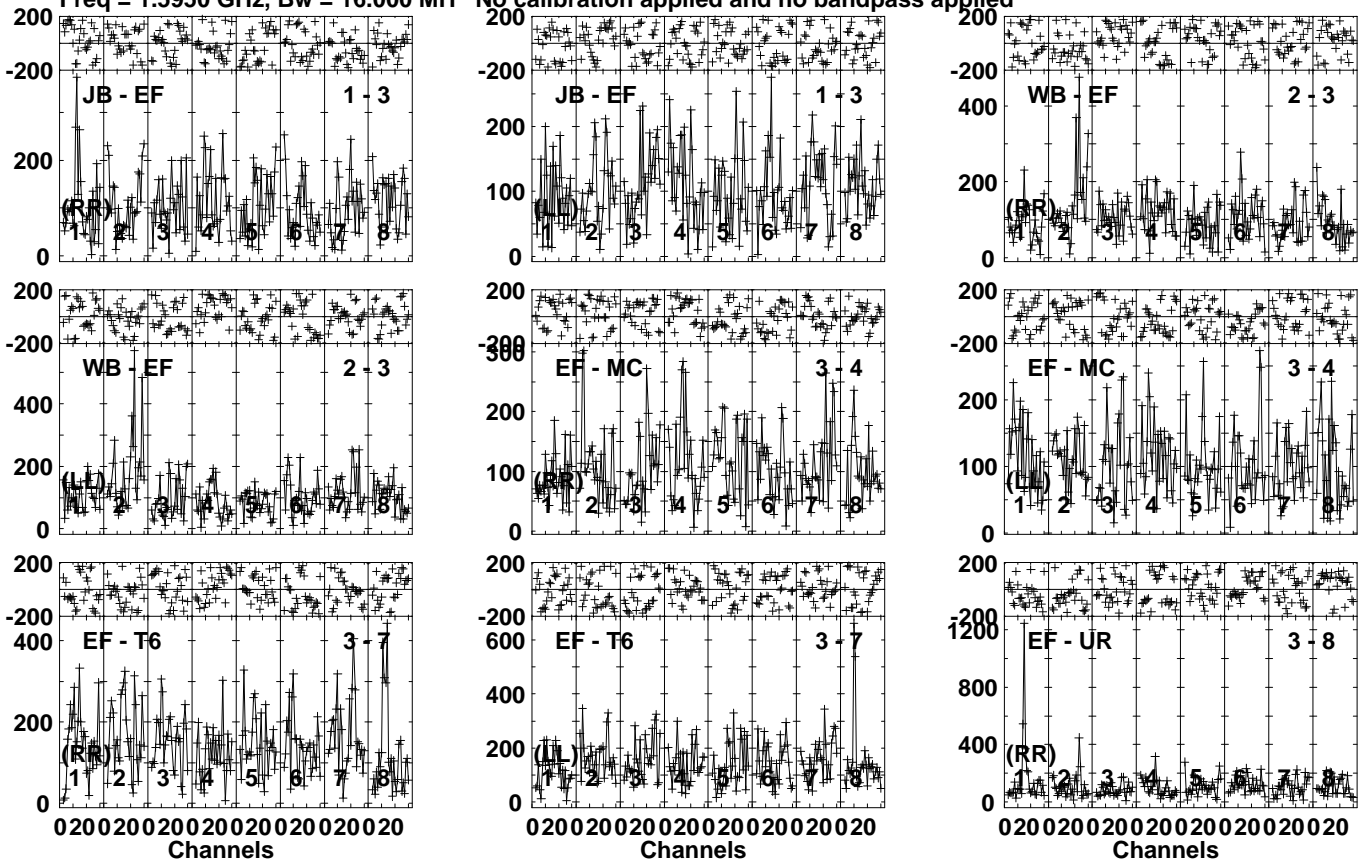 Freq = 1.5950 GHz, Bw = 16.000 MH No calibration applied and no bandpass applied
200 200 200
-200 -200 -200
JB - EF 1 - 3 JB - EF 1 - 3 WB - EF 2 - 3
400
200 200
200 100
(RR) (LL) (RR)
1 2 3 4 5 6 7 8 1 2 3 4 5 6 7 8 1 2 3 4 5 6 7 8
0 0 0
200 200 200
-200 -200 -200
300
WB - EF 2 - 3 EF - MC 3 - 4 EF - MC 3 - 4
400 200 200
200 100 100
(LL) (RR) (LL)
1 2 3 4 5 6 7 8 1 2 3 4 5 6 7 8 1 2 3 4 5 6 7 8
0 0 0
200 200 200
-200 -200 -200
EF - T6 3 - 7 EF - T6 3 - 7 EF - UR 3 - 8
400 600 1200
400 800
200 200 400
(RR) (LL) (RR)
1 2 3 4 5 6 7 8 1 2 3 4 5 6 7 8 1 2 3 4 5 6 7 8
0 0 0
0 20 0 20 0 20 0 20 0 20 0 20 0 20 0 20 0 20 0 20 0 20 0 20 0 20 0 20 0 20 0 20 0 20 0 20 0 20 0 20 0 20 0 20 0 20 0 20
Channels Channels Channels